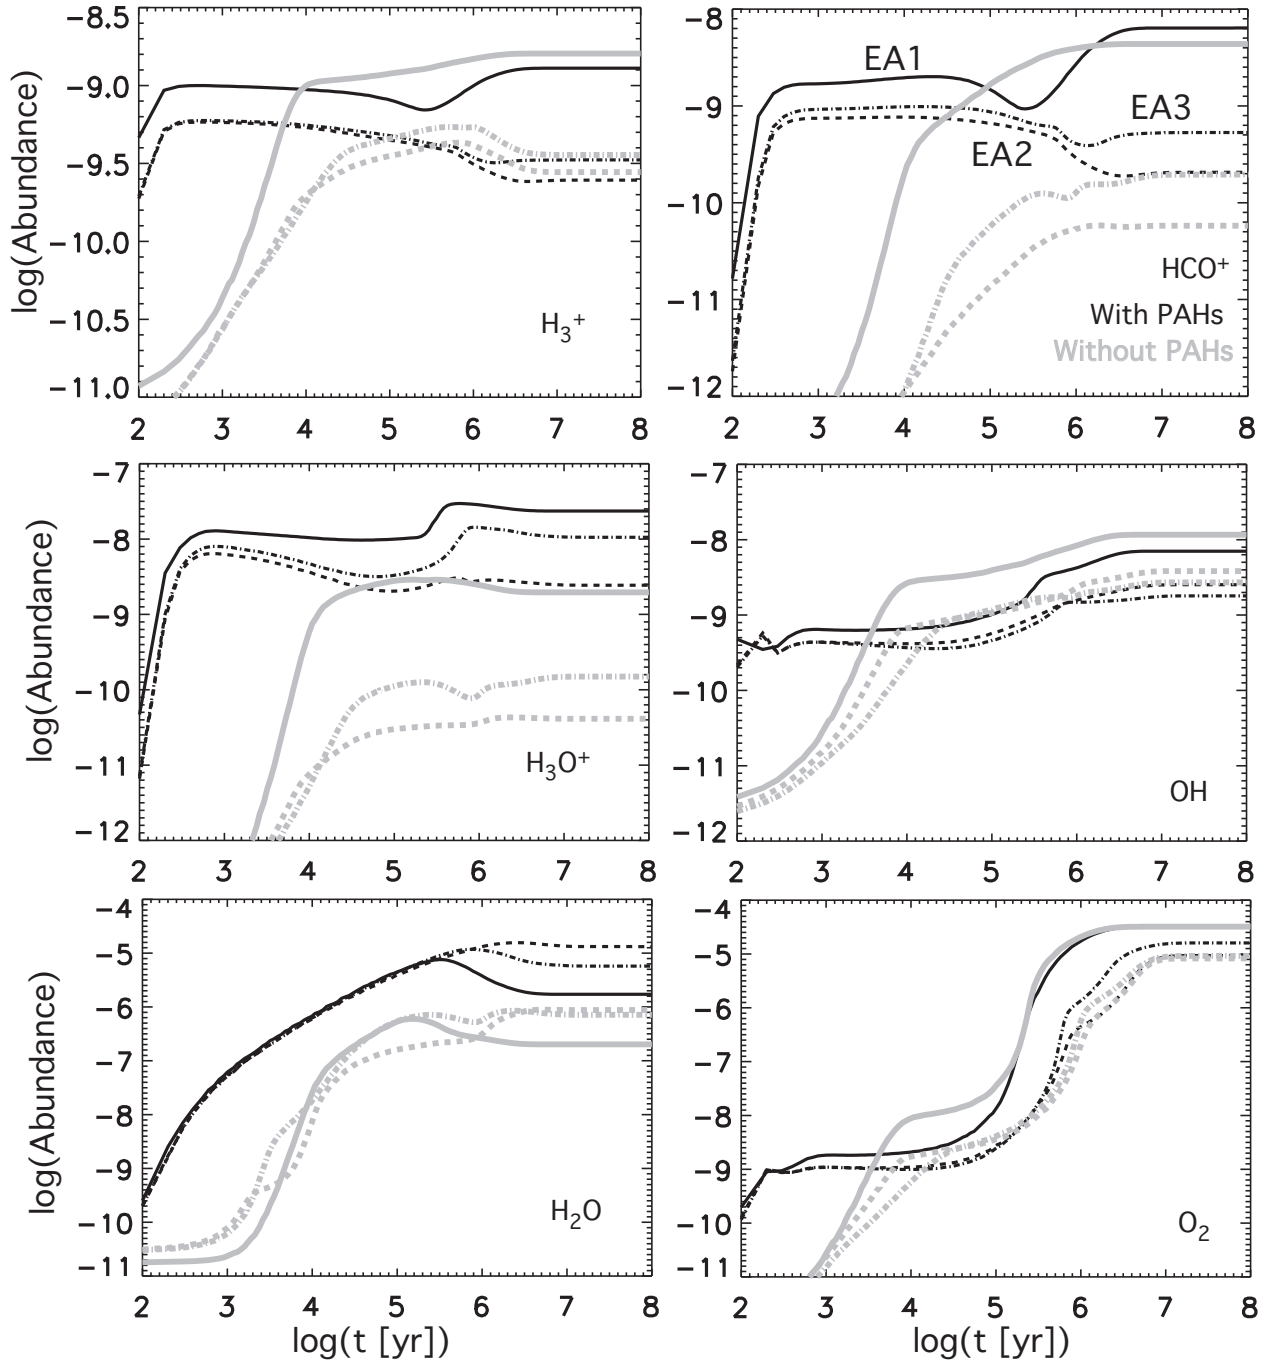 −8.5
−9.0
−9.5
−10.0
−10.5
−11.0
log(Abundance)
2 3 4 5 6 7 8
H₃⁺
−8
−9
−10
−11
−12
2 3 4 5 6 7 8
EA1
EA3
EA2
HCO⁺
With PAHs
Without PAHs
−7
−8
−9
−10
−11
−12
log(Abundance)
2 3 4 5 6 7 8
H₃O⁺
−7
−8
−9
−10
−11
−12
2 3 4 5 6 7 8
OH
−4
−5
−6
−7
−8
−9
−10
−11
log(Abundance)
2 3 4 5 6 7 8
log(t [yr])
H₂O
−4
−5
−6
−7
−8
−9
−10
−11
2 3 4 5 6 7 8
log(t [yr])
O₂